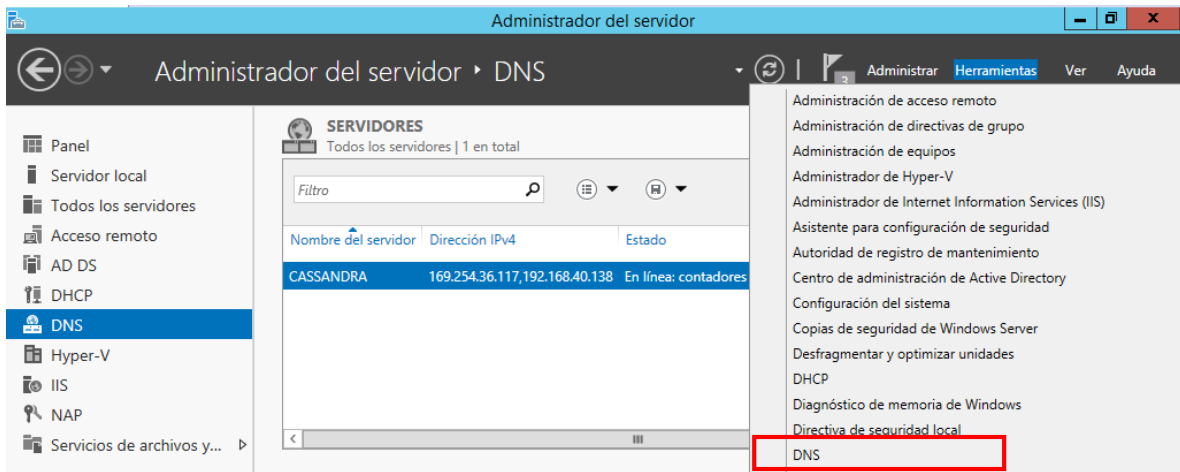 Administrador del servidor
Administrador del servidor ‣ DNS
3
Administrar Herramientas Ver Ayuda
Panel
Servidor local
Todos los servidores
Acceso remoto
AD DS
DHCP
DNS
Hyper-V
IIS
NAP
Servicios de archivos y...
SERVIDORES
Todos los servidores | 1 en total
Filtro
Nombre del servidor Dirección IPv4 Estado
CASSANDRA 169.254.36.117,192.168.40.138 En línea: contadores
Administración de acceso remoto
Administración de directivas de grupo
Administración de equipos
Administrador de Hyper-V
Administrador de Internet Information Services (IIS)
Asistente para configuración de seguridad
Autoridad de registro de mantenimiento
Centro de administración de Active Directory
Configuración del sistema
Copias de seguridad de Windows Server
Desfragmentar y optimizar unidades
DHCP
Diagnóstico de memoria de Windows
Directiva de seguridad local
DNS